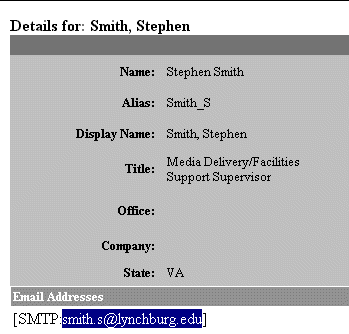 Details for: Smith, Stephen
Name: Stephen Smith
Alias: Smith_S
Display Name: Smith, Stephen
Title: Media Delivery/Facilities
Support Supervisor
Office:
Company:
State: VA
Email Addresses
[SMTP:smith.s@lynchburg.edu]